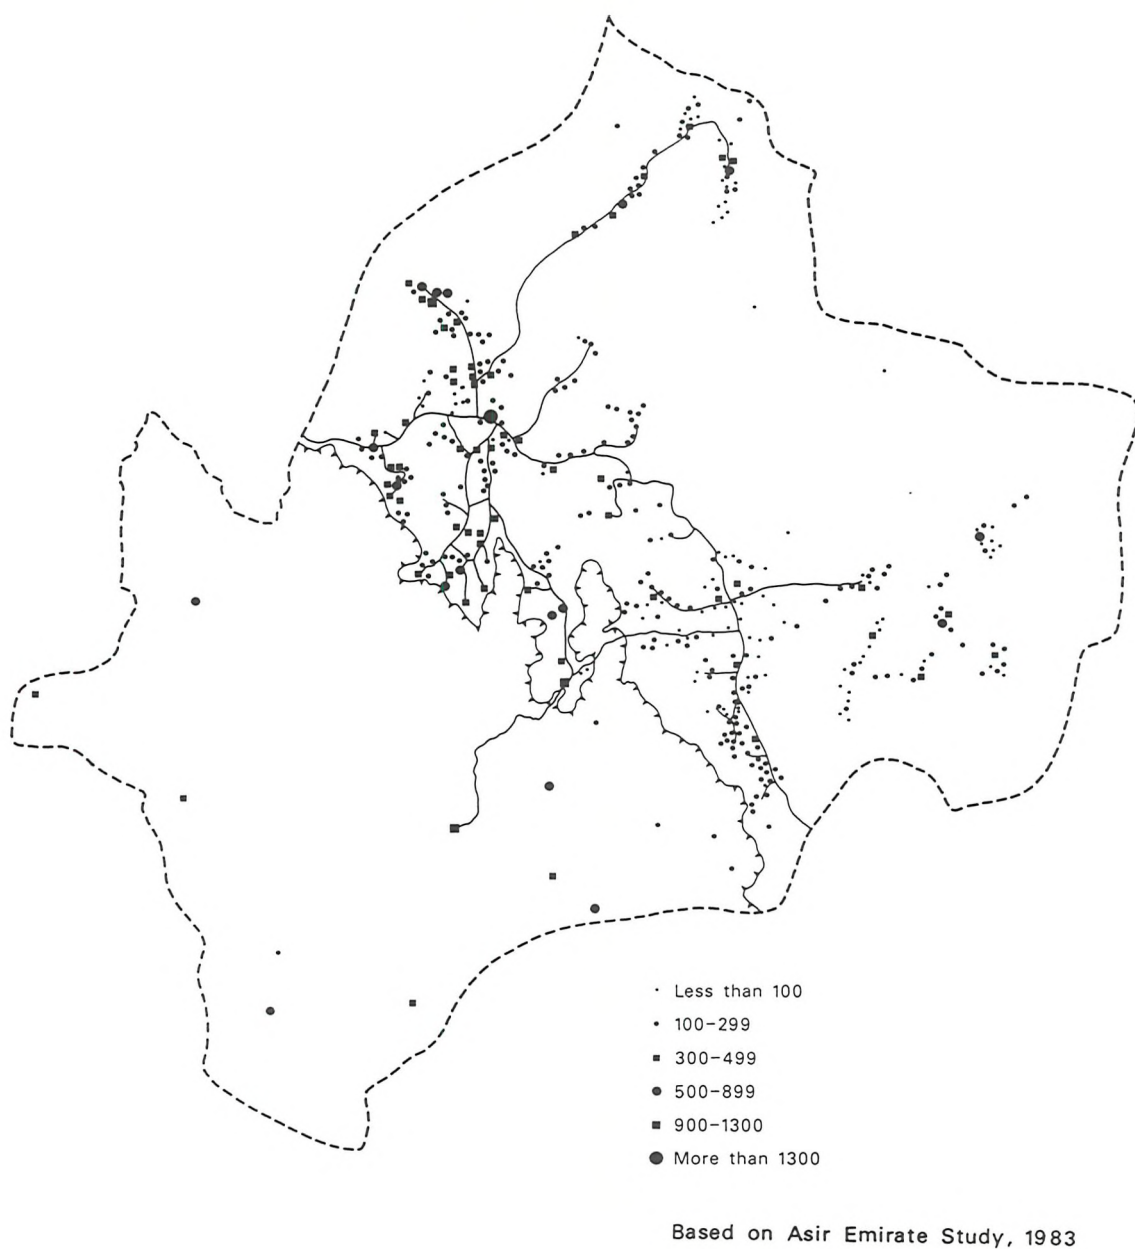 Less than 100
100-299
300-499
500-899
900-1300
More than 1300
Based on Asir Emirate Study, 1983